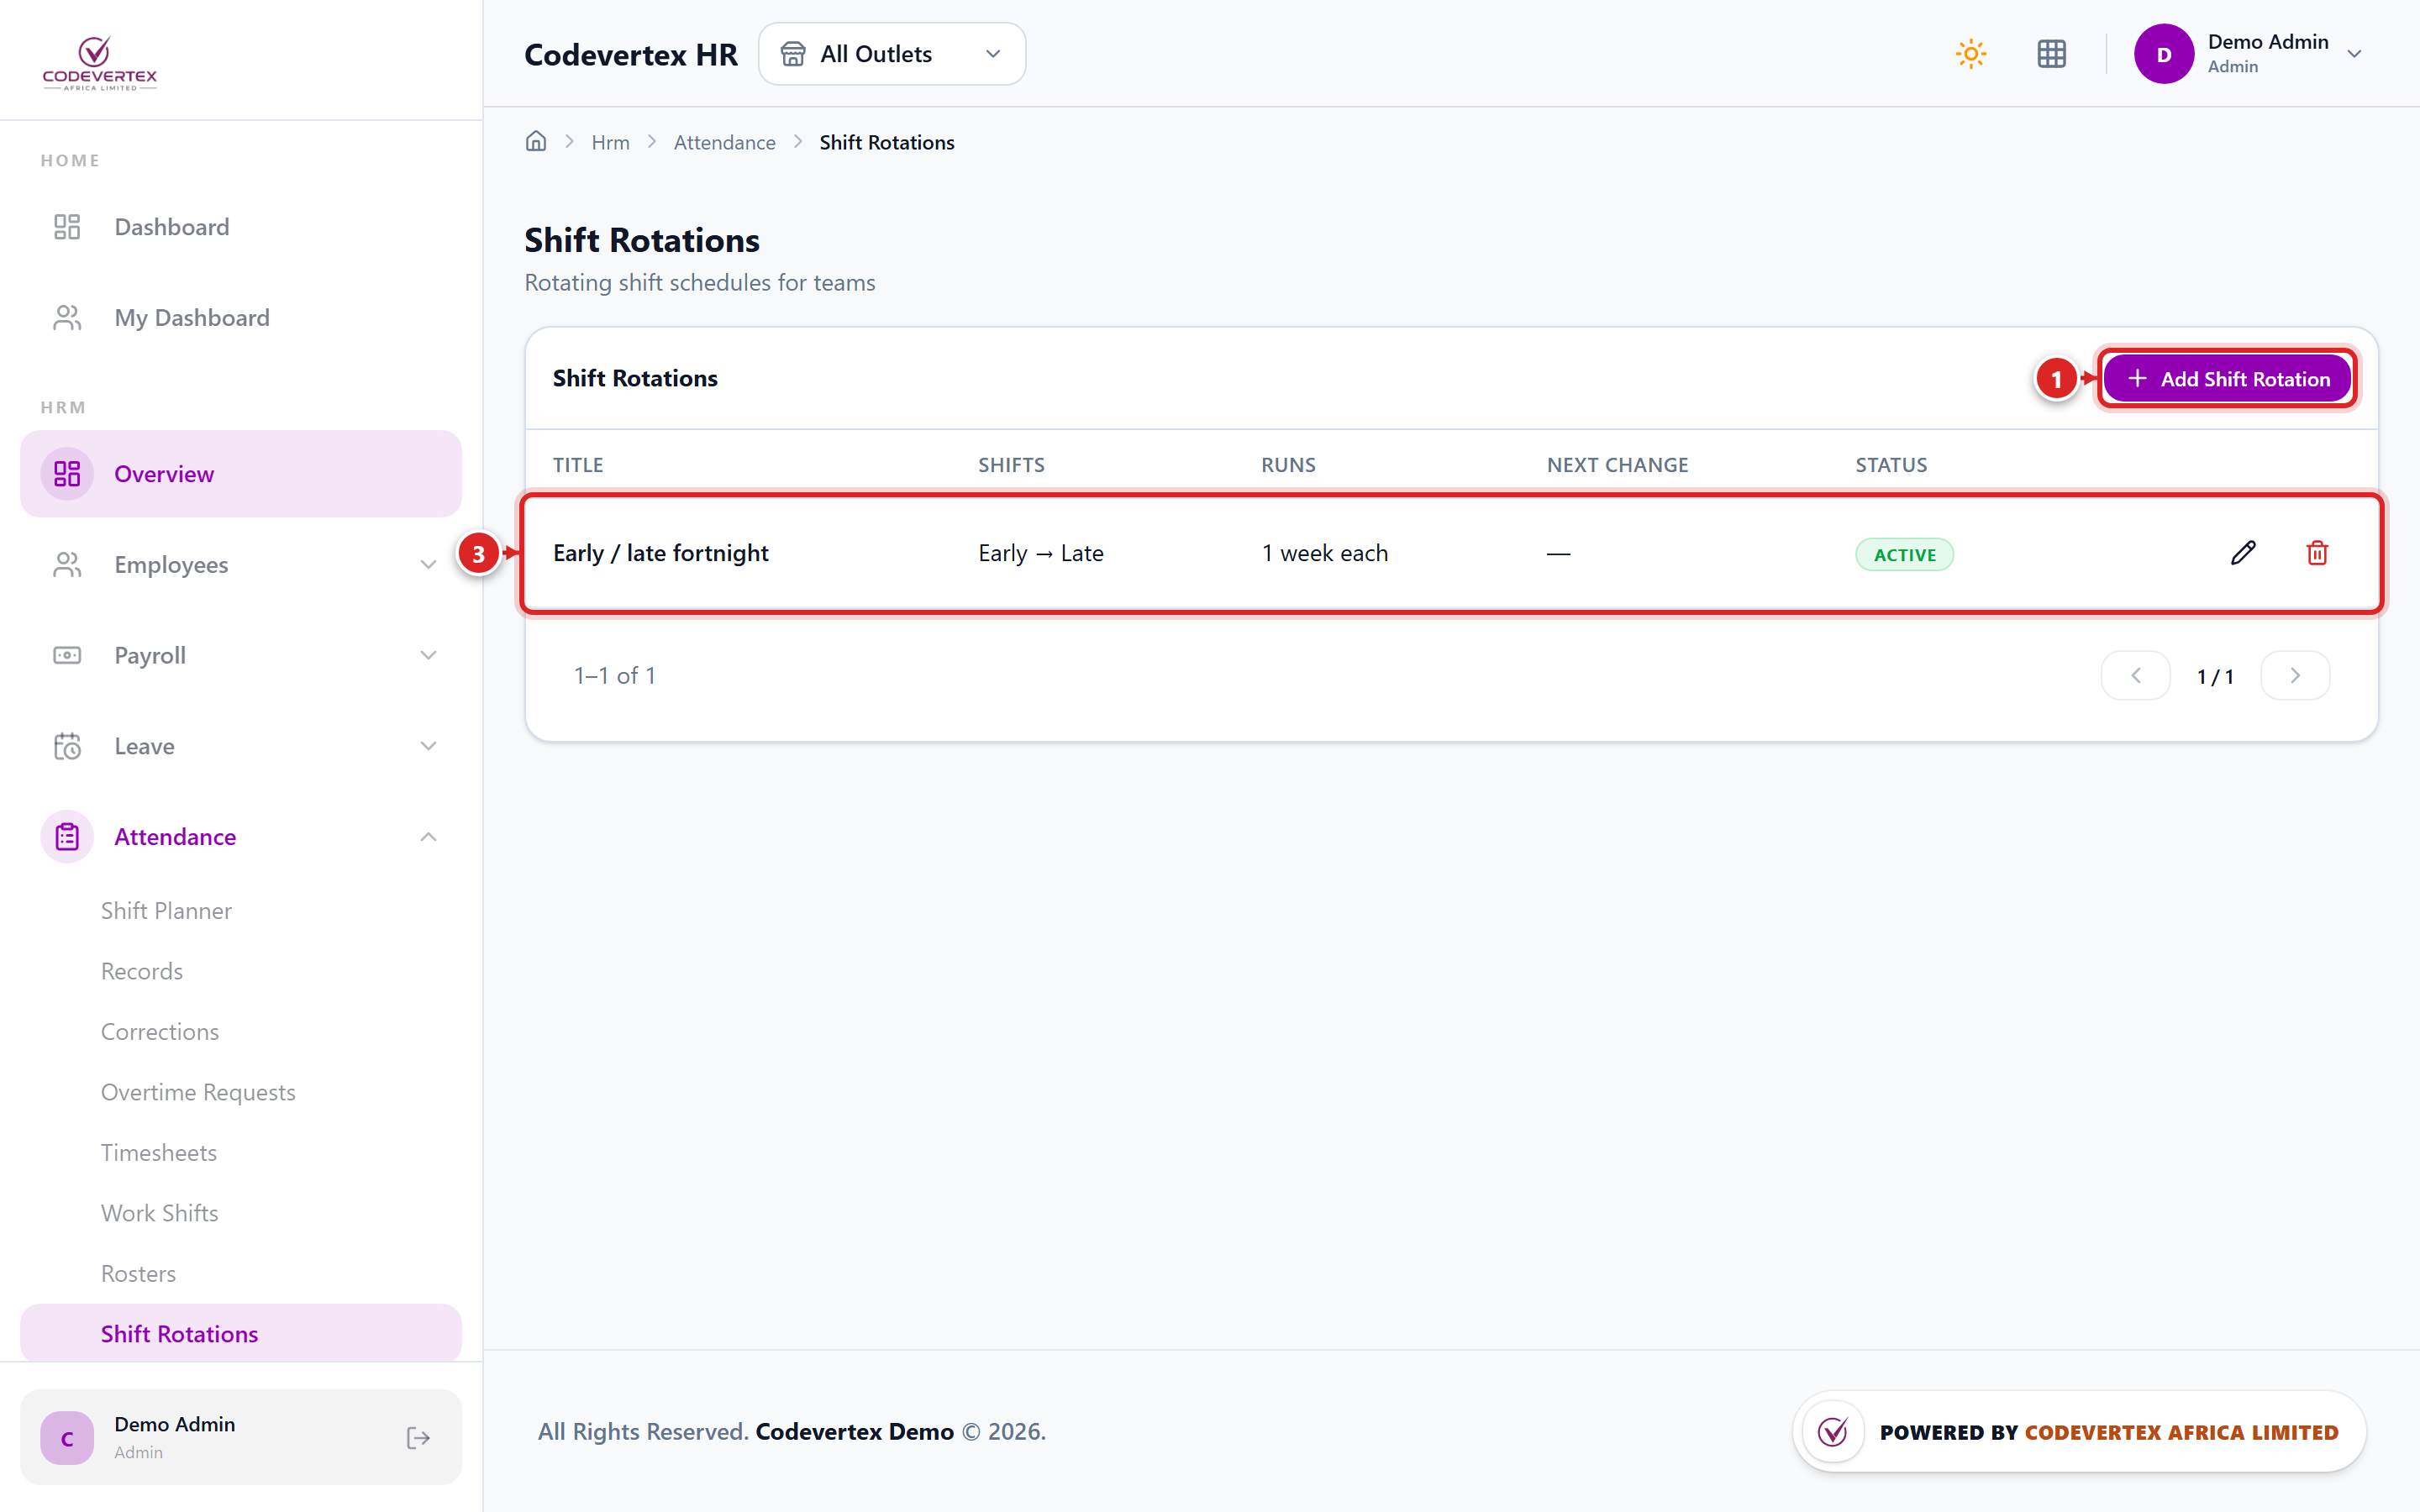 CODEVERTEX
AFRICA LIMITED
HOME
Dashboard
My Dashboard
HRM
Overview
Employees
Payroll
Leave
Attendance
Shift Planner
Records
Corrections
Overtime Requests
Timesheets
Work Shifts
Rosters
Shift Rotations
C
Demo Admin
Admin
Codevertex HR
All Outlets
D
Demo Admin
Admin
Hrm
Attendance
Shift Rotations
Shift Rotations
Rotating shift schedules for teams
Shift Rotations
1
+ Add Shift Rotation
TITLE SHIFTS RUNS NEXT CHANGE STATUS
3
Early / late fortnight Early → Late 1 week each — ACTIVE
1–1 of 1
1 / 1
All Rights Reserved. Codevertex Demo © 2026.
POWERED BY CODEVERTEX AFRICA LIMITED